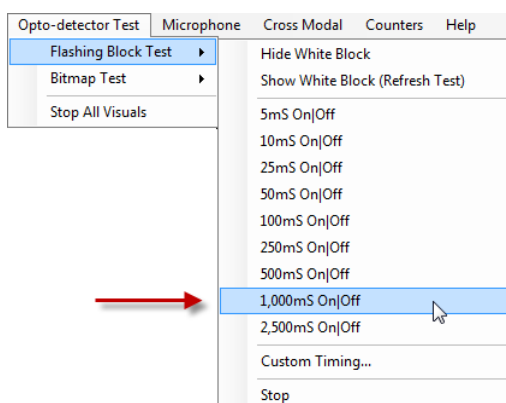 Opto-detector Test Microphone Cross Modal Counters Help
Flashing Block Test
Bitmap Test
Stop All Visuals
Hide White Block
Show White Block (Refresh Test)
5mS On|Off
10mS On|Off
25mS On|Off
50mS On|Off
100mS On|Off
250mS On|Off
500mS On|Off
1,000mS On|Off
2,500mS On|Off
Custom Timing...
Stop